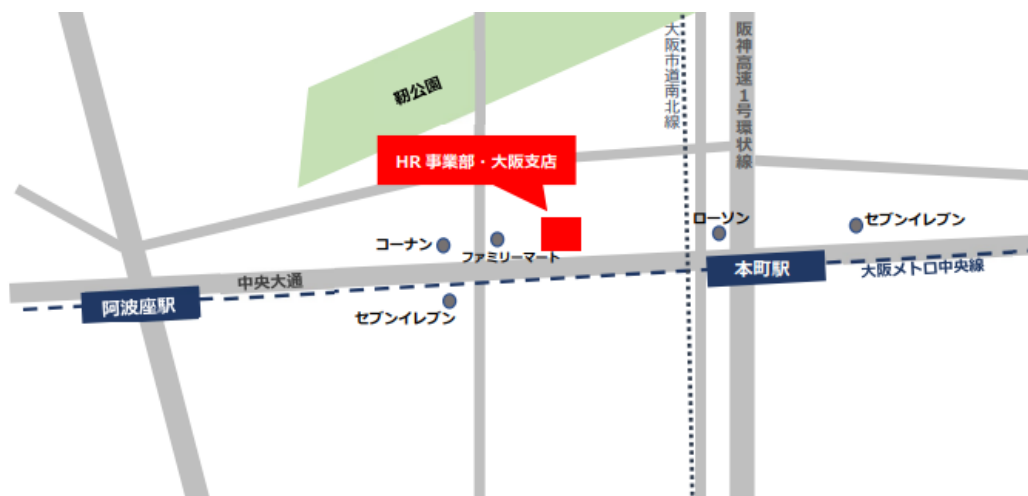 大阪市道南北線
阪神高速1号環状線
靭公園
HR 事業部・大阪支店
ローソン
セブンイレブン
コーナン
ファミリーマート
本町駅
大阪メトロ中央線
中央大通
阿波座駅
セブンイレブン